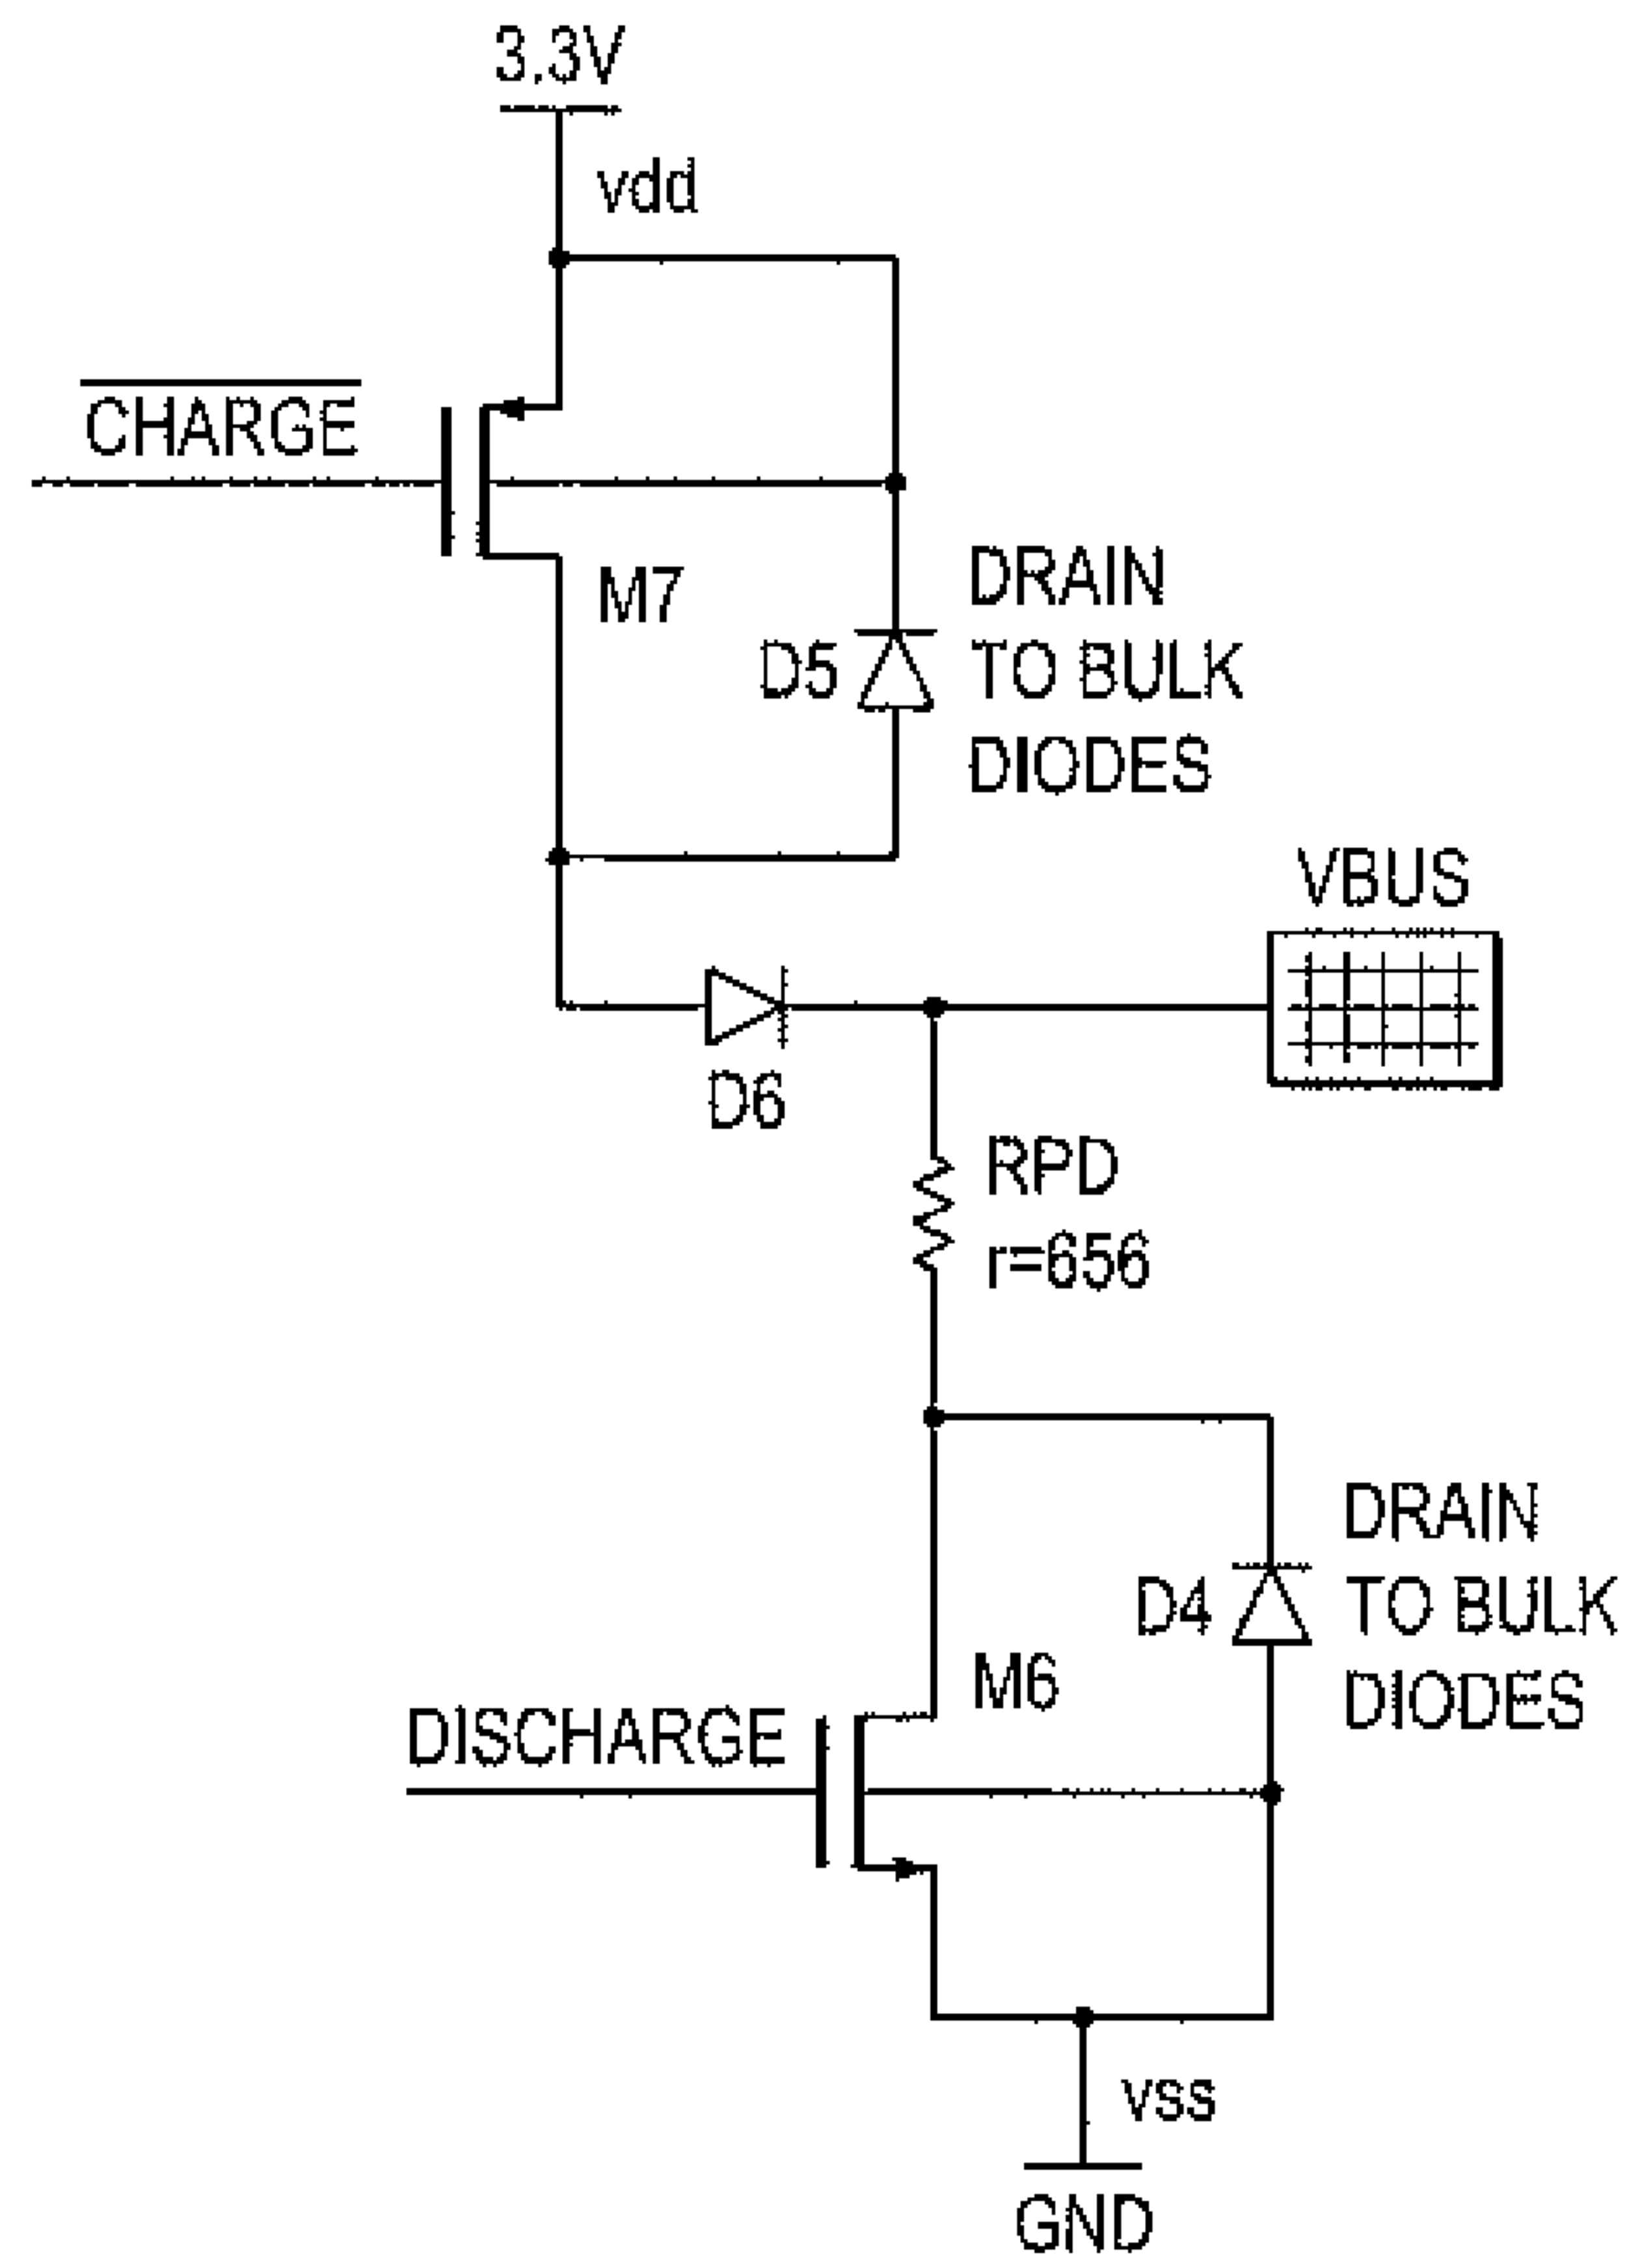 3.3V
vdd
CHARGE
M7
D5
DRAIN
TO BULK
DIODES
VBUS
D6
RPD
r=656
DRAIN
TO BULK
DIODES
D4
M6
DISCHARGE
vss
GND